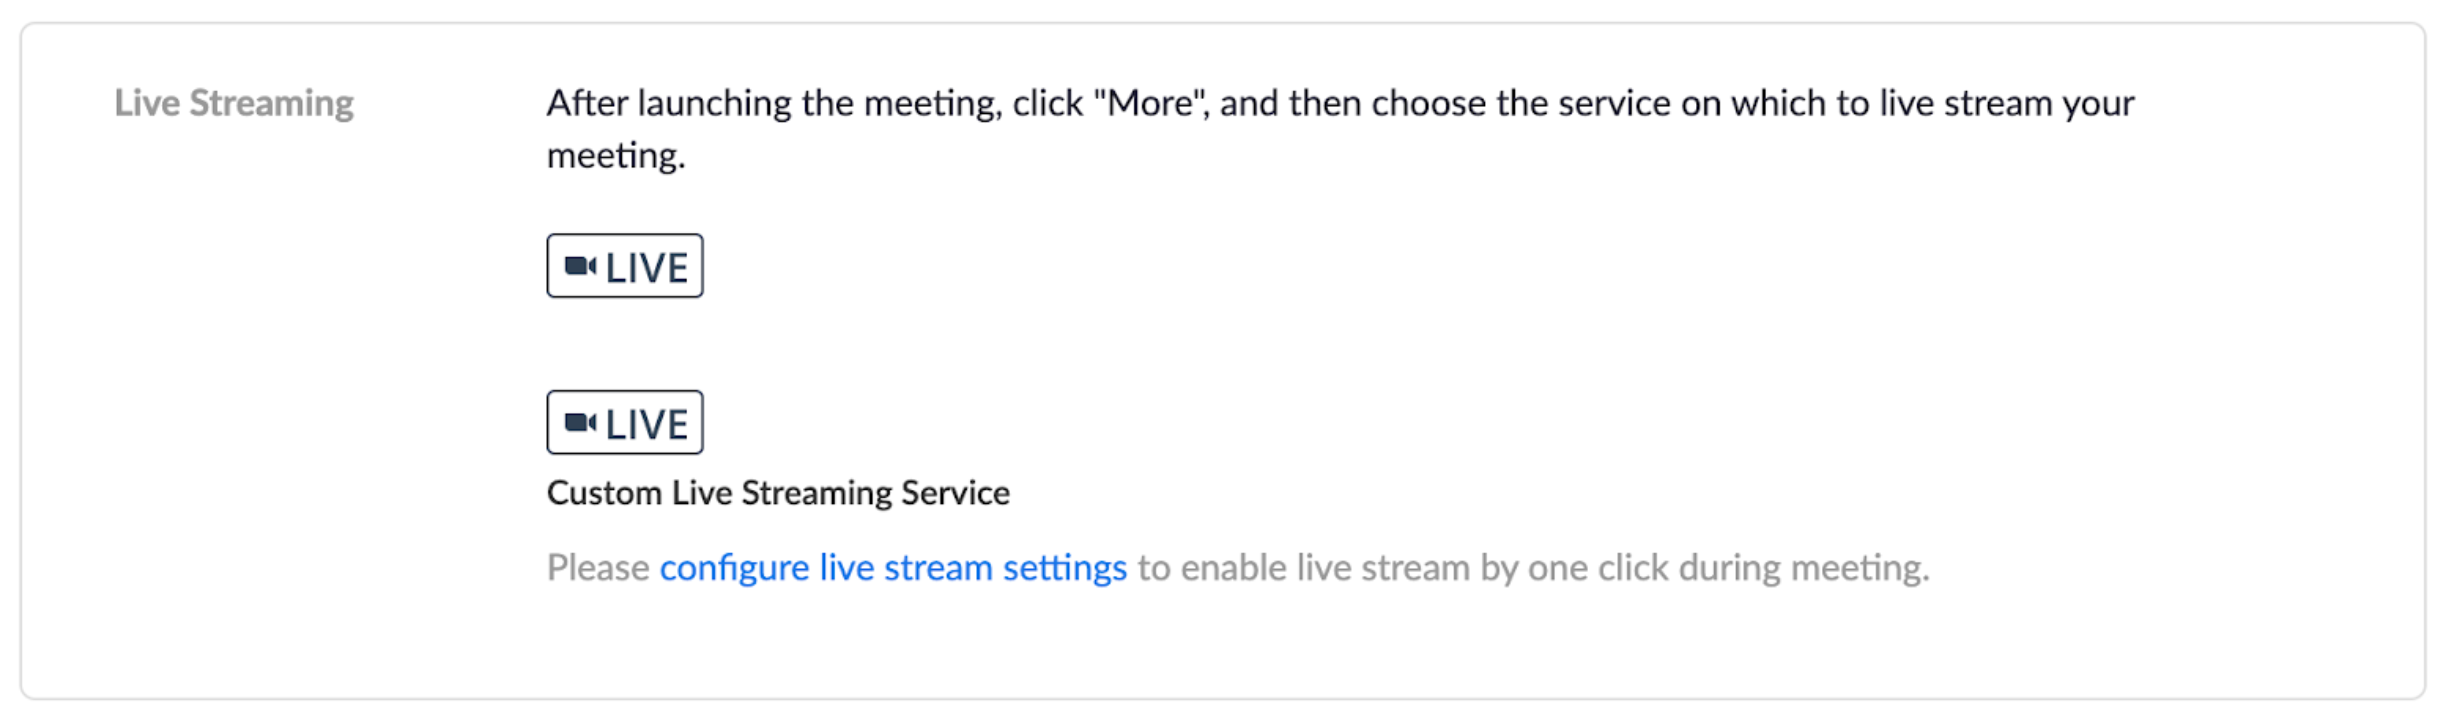 Live Streaming
After launching the meeting, click "More", and then choose the service on which to live stream your
meeting.
LIVE
LIVE
Custom Live Streaming Service
Please configure live stream settings to enable live stream by one click during meeting.